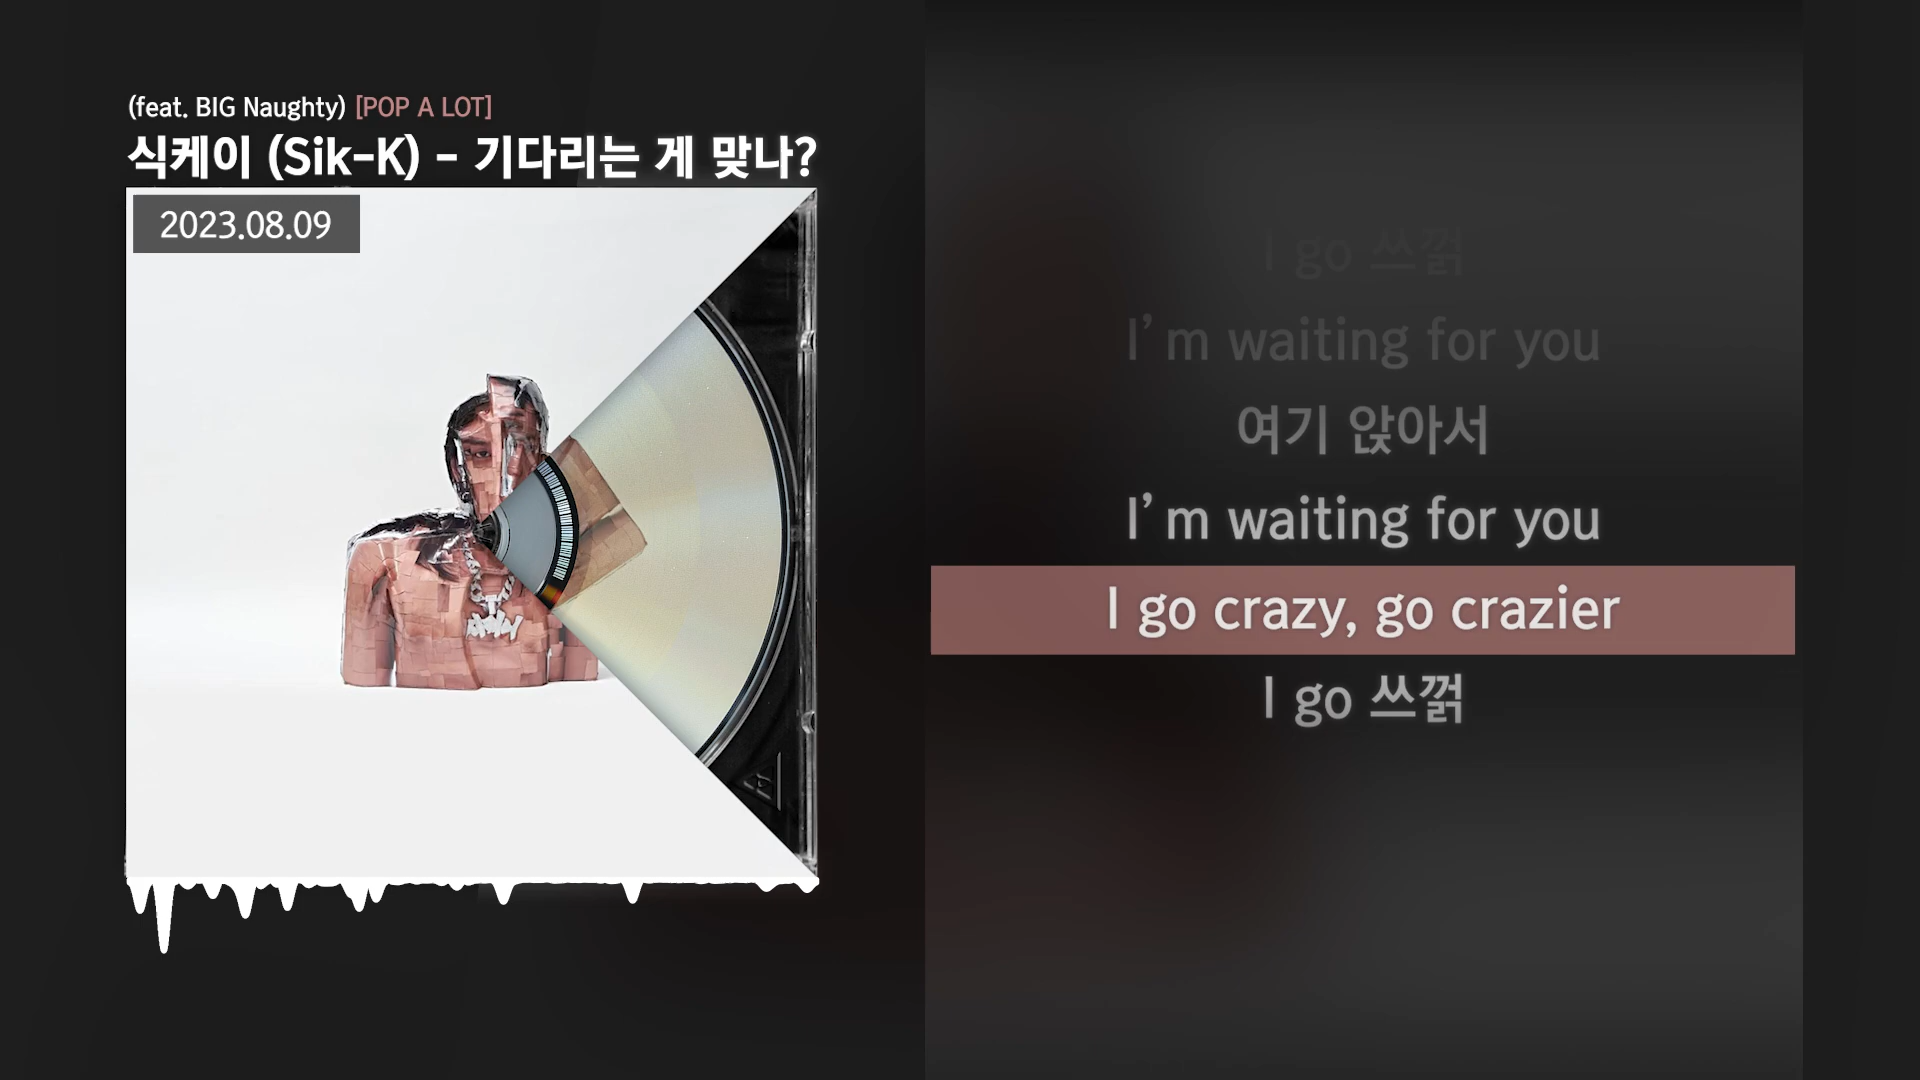 (feat. BIG Naughty) [POP A LOT]
식케이 (Sik-K) - 기다리는 게 맞나?
2023.08.09
I go 쓰껅
I'm waiting for you
여기 앉아서
I'm waiting for you
I go crazy, go crazier
I go 쓰껅